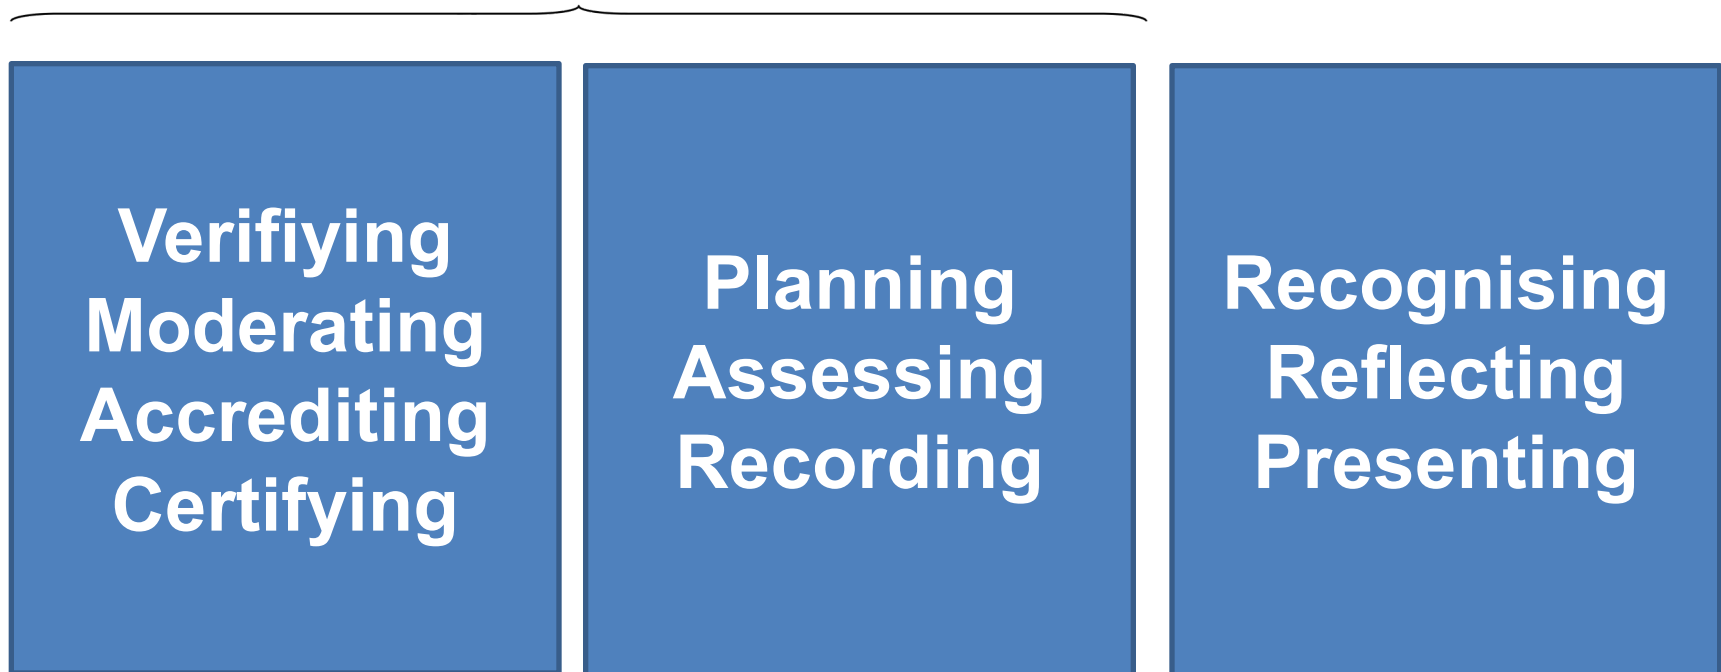 Verifiying
Moderating
Accrediting
Certifying
Planning
Assessing
Recording
Recognising
Reflecting
Presenting